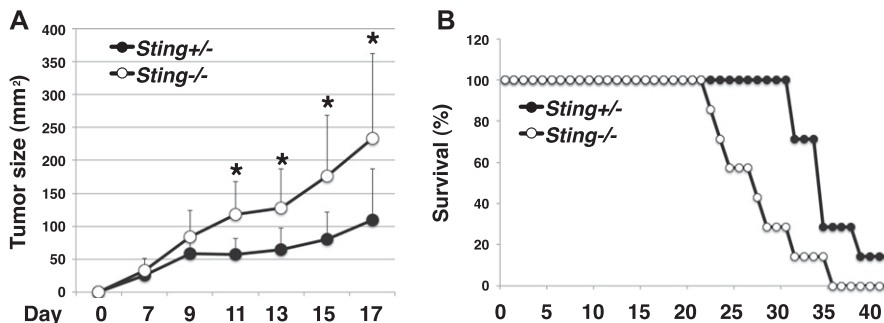 A
Tumor size (mm²)
400
350
300
250
200
150
100
50
0
Sting+/-
Sting-/-
*
*
*
*
Day 0 7 9 11 13 15 17
B
Survival (%)
120
100
80
60
40
20
0
Sting+/-
Sting-/-
0 5 10 15 20 25 30 35 40